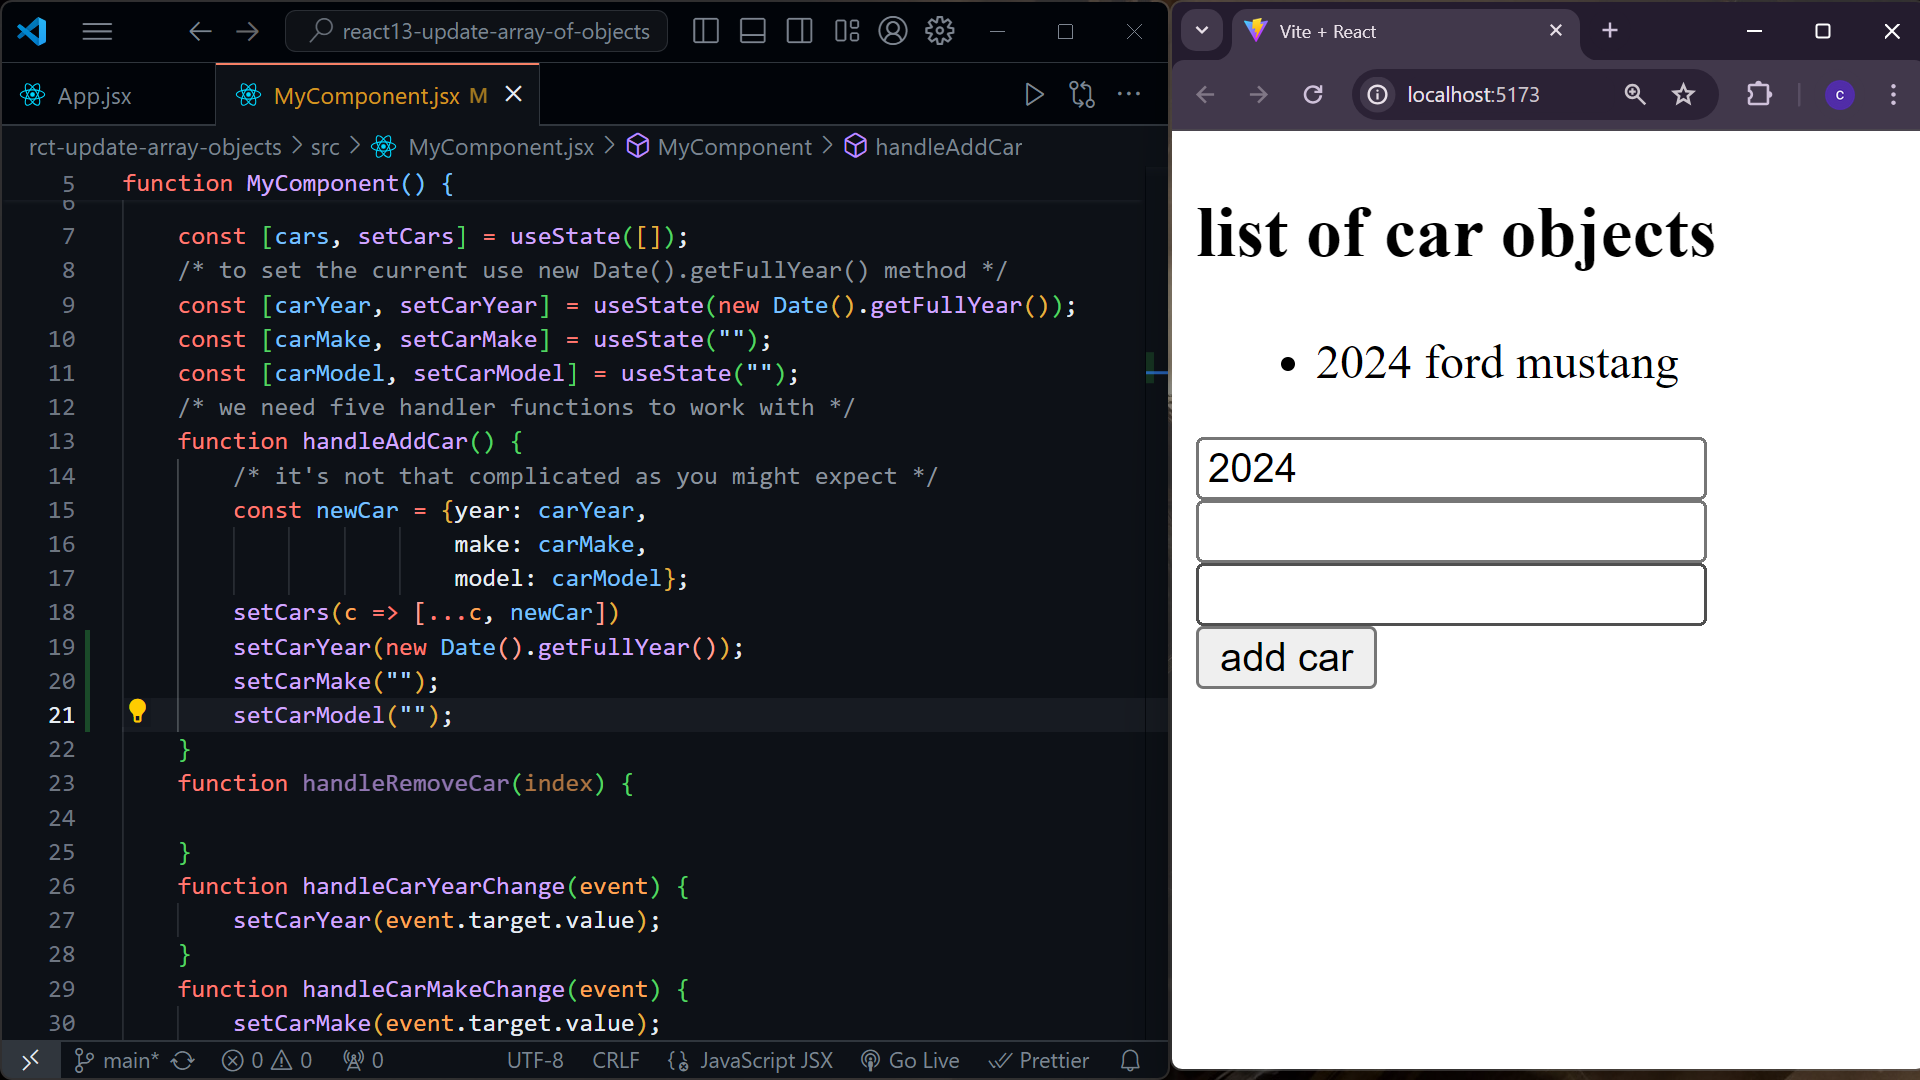 react13-update-array-of-objects
App.jsx
MyComponent.jsx M
rct-update-array-objects > src > MyComponent.jsx > MyComponent > handleAddCar
5 function MyComponent() {
6
7 const [cars, setCars] = useState([]);
8 /* to set the current use new Date().getFullYear() method */
9 const [carYear, setCarYear] = useState(new Date().getFullYear());
10 const [carMake, setCarMake] = useState("");
11 const [carModel, setCarModel] = useState("");
12 /* we need five handler functions to work with */
13 function handleAddCar() {
14 /* it's not that complicated as you might expect */
15 const newCar = {year: carYear,
16 make: carMake,
17 model: carModel};
18 setCars(c => [...c, newCar])
19 setCarYear(new Date().getFullYear());
20 setCarMake("");
21 setCarModel("");
22 }
23 function handleRemoveCar(index) {
24
25 }
26 function handleCarYearChange(event) {
27 setCarYear(event.target.value);
28 }
29 function handleCarMakeChange(event) {
30 setCarMake(event.target.value);
main* 0 0 0 UTF-8 CRLF JavaScript JSX Go Live Prettier
Vite + React
localhost:5173
c
list of car objects
• 2024 ford mustang
2024
add car